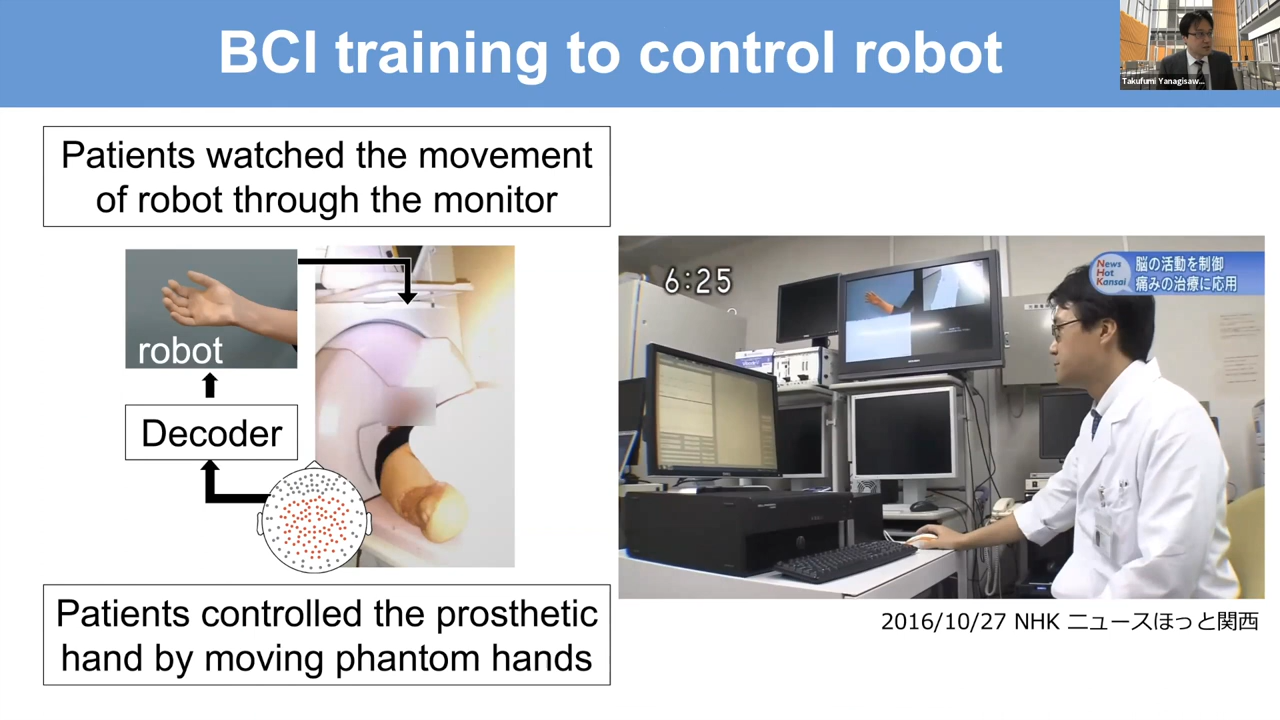 BCI training to control robot
Takufumi Yanagisaw...
Patients watched the movement
of robot through the monitor
robot
Decoder
Patients controlled the prosthetic
hand by moving phantom hands
6:25
News
Hot
Kansai
脳の活動を制御
痛みの治療に応用
2016/10/27 NHK ニュースほっと関西